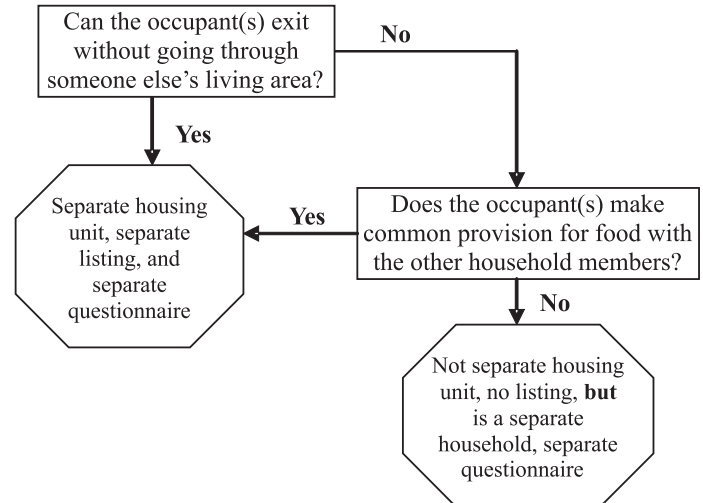 Can the occupant(s) exit
without going through
someone else's living area?
No
Yes
Separate housing
unit, separate
listing, and
separate
questionnaire
Yes
Does the occupant(s) make
common provision for food with
the other household members?
No
Not separate housing
unit, no listing, but
is a separate
household, separate
questionnaire